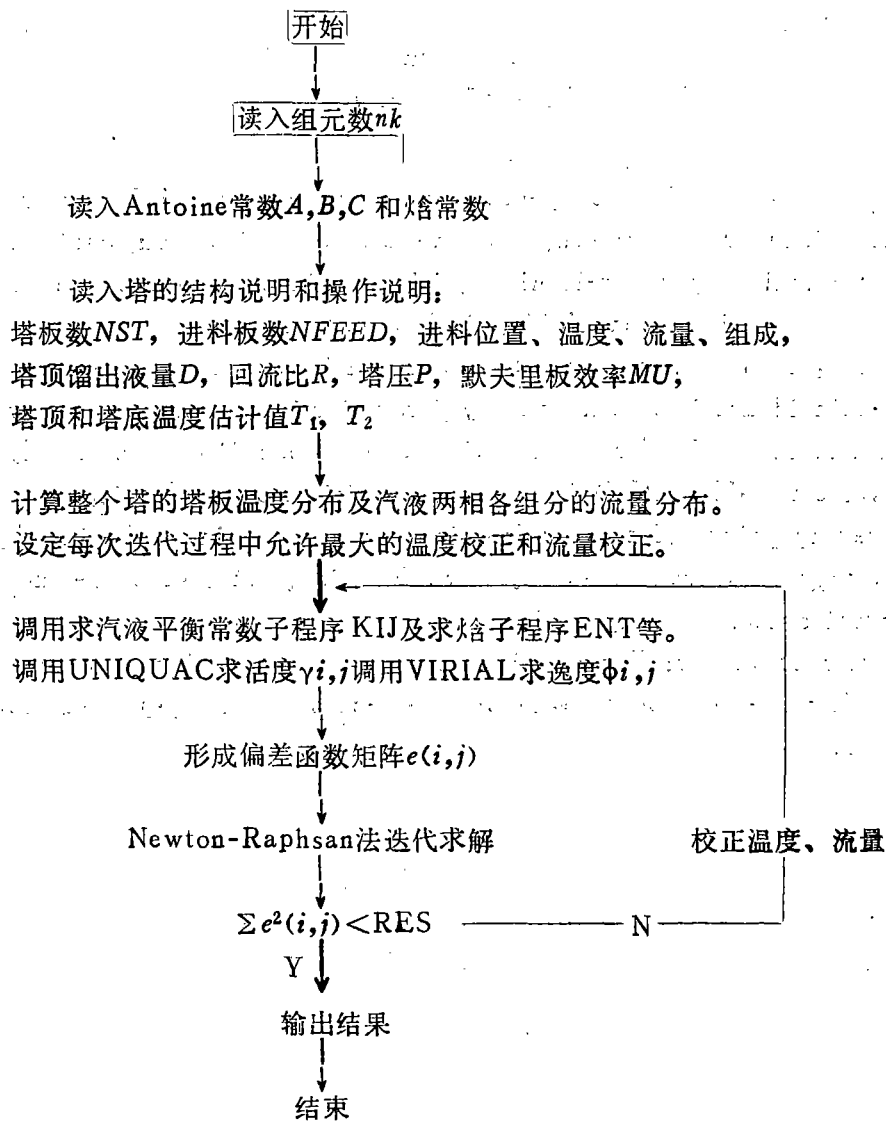 开始
读入组元数nk
读入Antoine常数A,B,C和焓常数
读入塔的结构说明和操作说明:
塔板数NST，进料板数NFEED，进料位置、温度、流量、组成，
塔顶馏出液量D，回流比R，塔压P，默夫里板效率MU，
塔顶和塔底温度估计值T₁，T₂
计算整个塔的塔板温度分布及汽液两相各组分的流量分布。
设定每次迭代过程中允许最大的温度校正和流量校正。
调用求汽液平衡常数子程序KIJ及求焓子程序ENT等。
调用UNIQUAC求活度γi,j调用VIRIAL求逸度ϕi,j
形成偏差函数矩阵e(i,j)
Newton-Raphsan法迭代求解
校正温度、流量
Σe²(i,j)<RES
N
Y
输出结果
结束